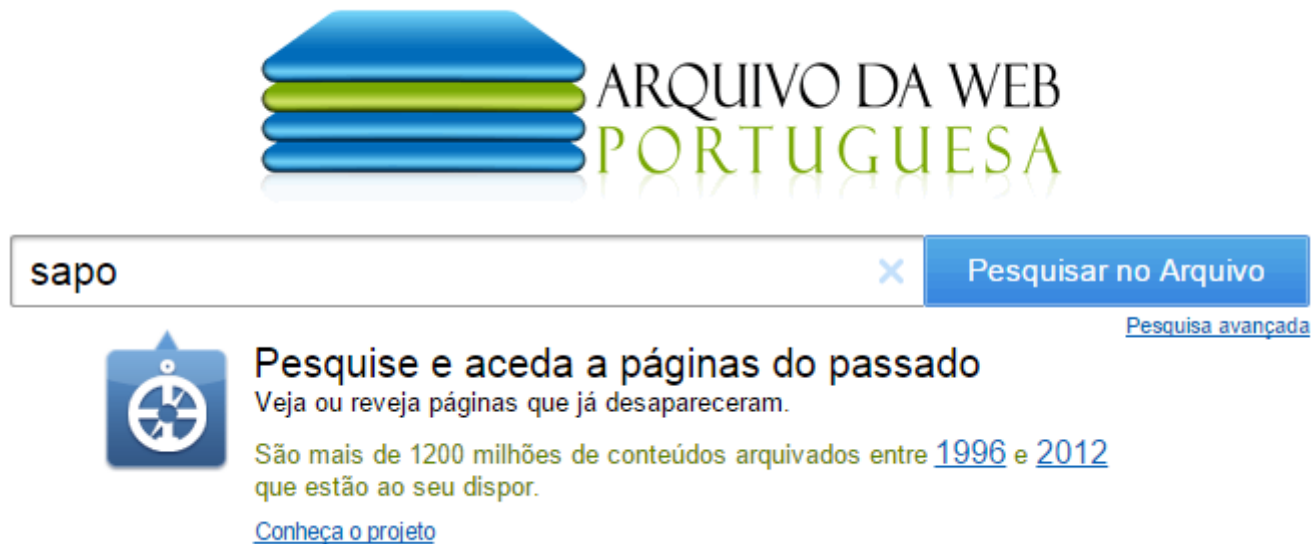 ARQUIVO DA WEB
PORTUGUESA
sapo
Pesquisar no Arquivo
Pesquisa avançada
Pesquise e aceda a páginas do passado
Veja ou reveja páginas que já desapareceram.
São mais de 1200 milhões de conteúdos arquivados entre 1996 e 2012
que estão ao seu dispor.
Conheça o projeto